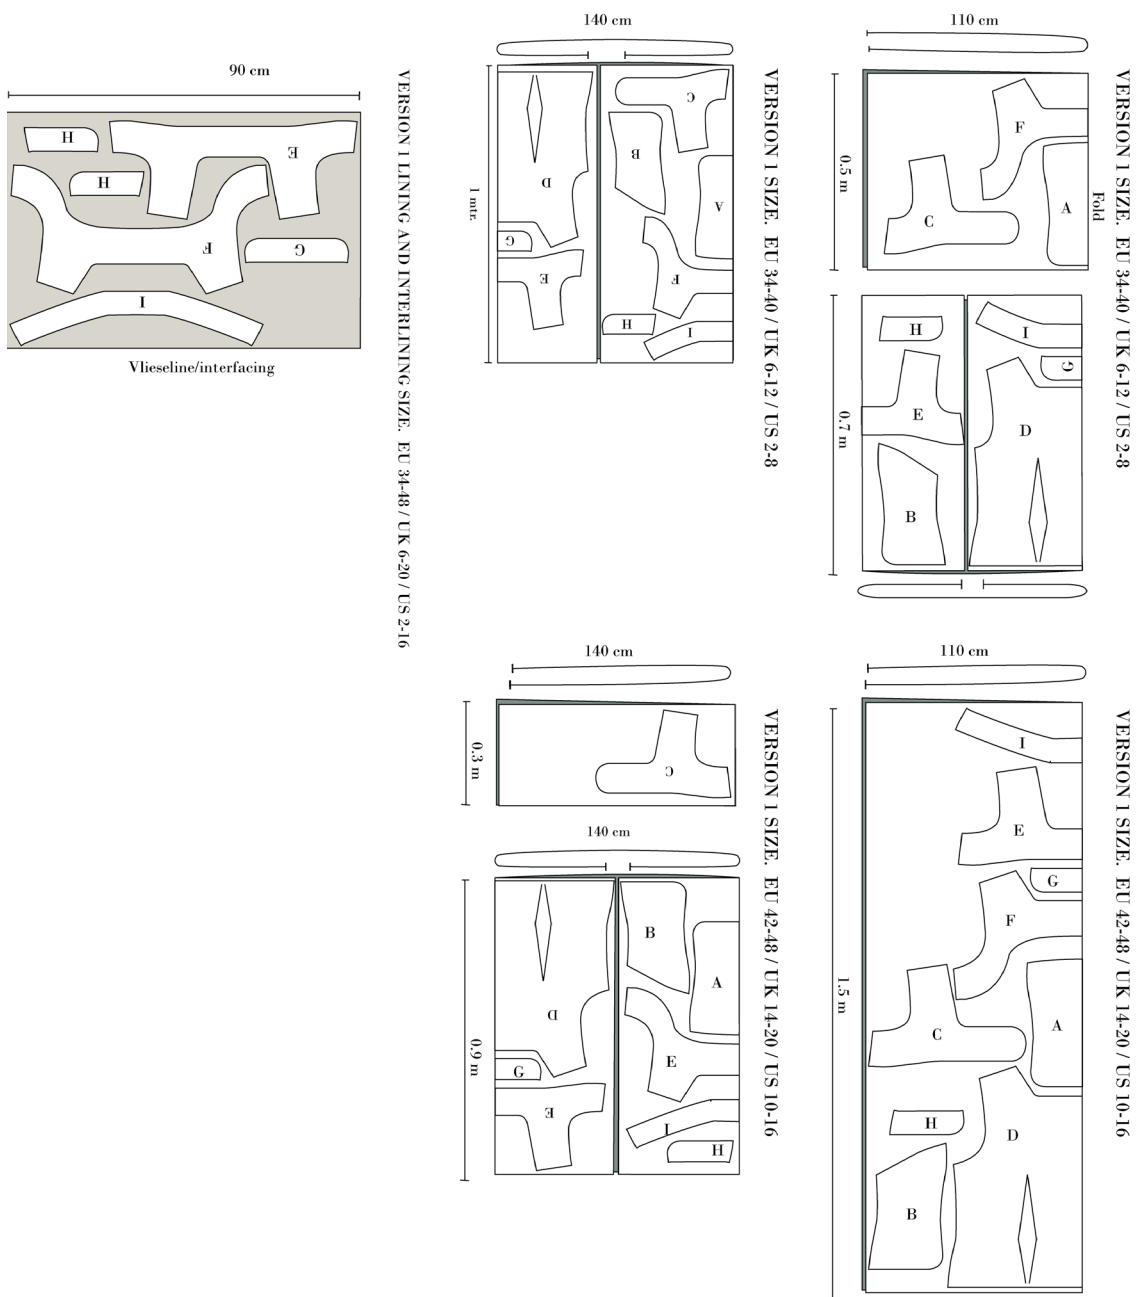 90 cm
H
E
H
F
G
I
Vlieseline/interfacing
VERSION 1 LINING AND INTERLINING SIZE. EU 34-48 / UK 6-20 / US 2-16
140 cm
1 mtr.
C
B
D
A
G
E
F
H
I
VERSION 1 SIZE. EU 34-40 / UK 6-12 / US 2-8
110 cm
0.5 m
F
A
C
Fold
0.7 m
H
I
G
E
D
B
VERSION 1 SIZE. EU 34-40 / UK 6-12 / US 2-8
140 cm
0.3 m
C
140 cm
0.9 m
B
A
D
E
G
E
I
H
VERSION 1 SIZE. EU 42-48 / UK 14-20 / US 10-16
110 cm
1.5 m
I
E
G
F
A
C
H
D
B
VERSION 1 SIZE. EU 42-48 / UK 14-20 / US 10-16